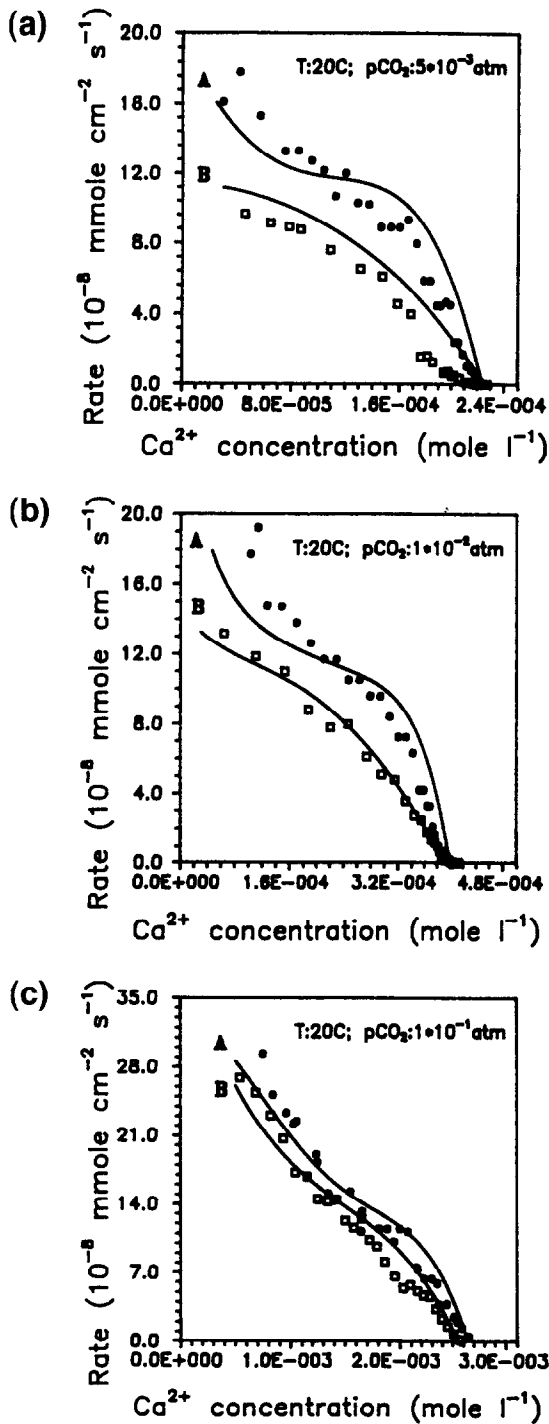 (a)
20.0
T:20C; pCO₂:5*10⁻³atm
A
16.0
B
12.0
8.0
4.0
0.0
Rate (10⁻⁸ mmole cm⁻² s⁻¹)
0.0E+000 8.0E-005 1.6E-004 2.4E-004
Ca²⁺ concentration (mole l⁻¹)
(b)
20.0
T:20C; pCO₂:1*10⁻²atm
A
16.0
B
12.0
8.0
4.0
0.0
Rate (10⁻⁸ mmole cm⁻² s⁻¹)
0.0E+000 1.6E-004 3.2E-004 4.8E-004
Ca²⁺ concentration (mole l⁻¹)
(c)
35.0
T:20C; pCO₂:1*10⁻¹atm
A
28.0
B
21.0
14.0
7.0
0.0
Rate (10⁻⁸ mmole cm⁻² s⁻¹)
0.0E+000 1.0E-003 2.0E-003 3.0E-003
Ca²⁺ concentration (mole l⁻¹)